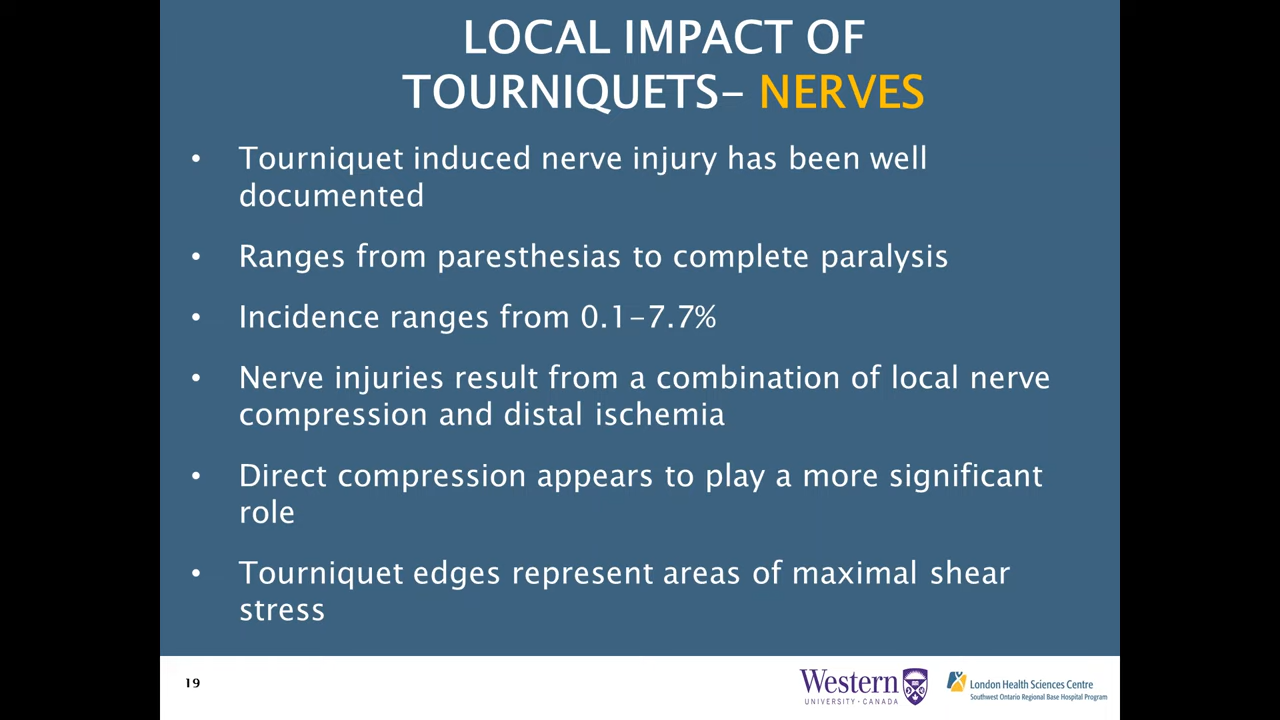 LOCAL IMPACT OF
TOURNIQUETS- NERVES
• Tourniquet induced nerve injury has been well
documented
• Ranges from paresthesias to complete paralysis
• Incidence ranges from 0.1-7.7%
• Nerve injuries result from a combination of local nerve
compression and distal ischemia
• Direct compression appears to play a more significant
role
• Tourniquet edges represent areas of maximal shear
stress
19
Western
UNIVERSITY · CANADA
London Health Sciences Centre
Southwest Ontario Regional Base Hospital Program